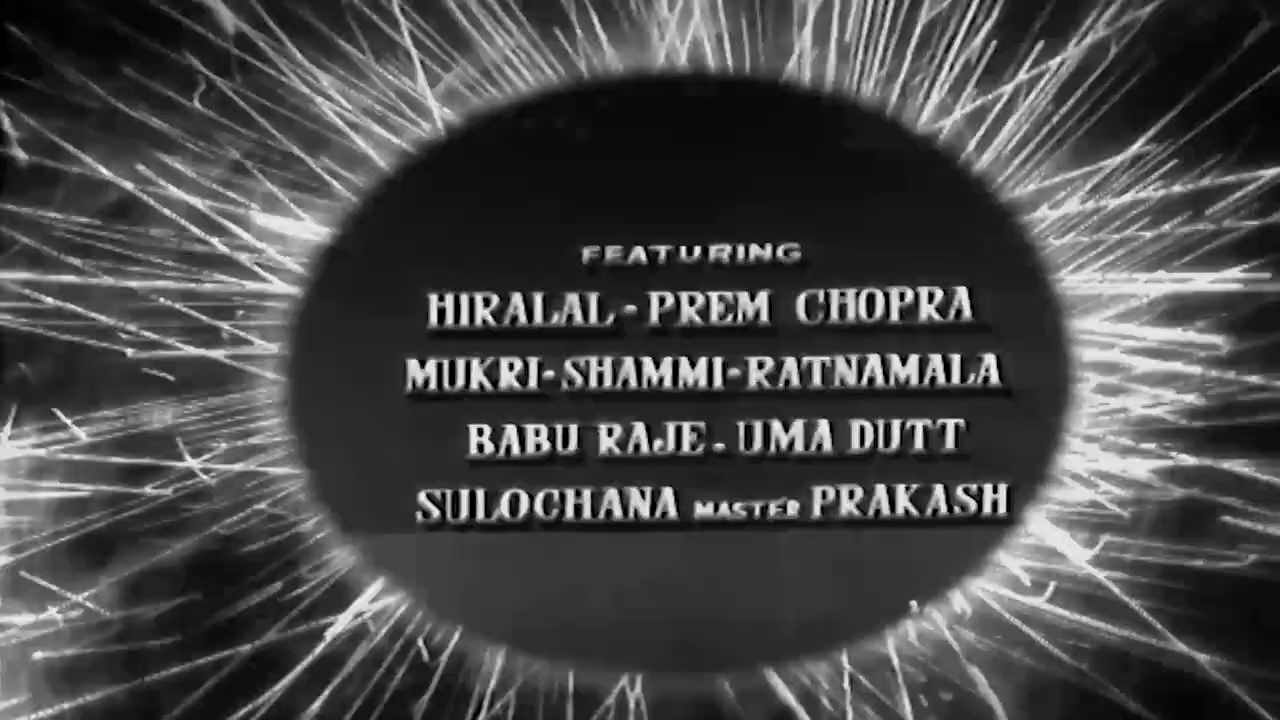 FEATURING
HIRALAL - PREM CHOPRA
MUKRI - SHAMMI - RATNAMALA
BABU RAJE - UMA DUTT
SULOCHANA MASTER PRAKASH